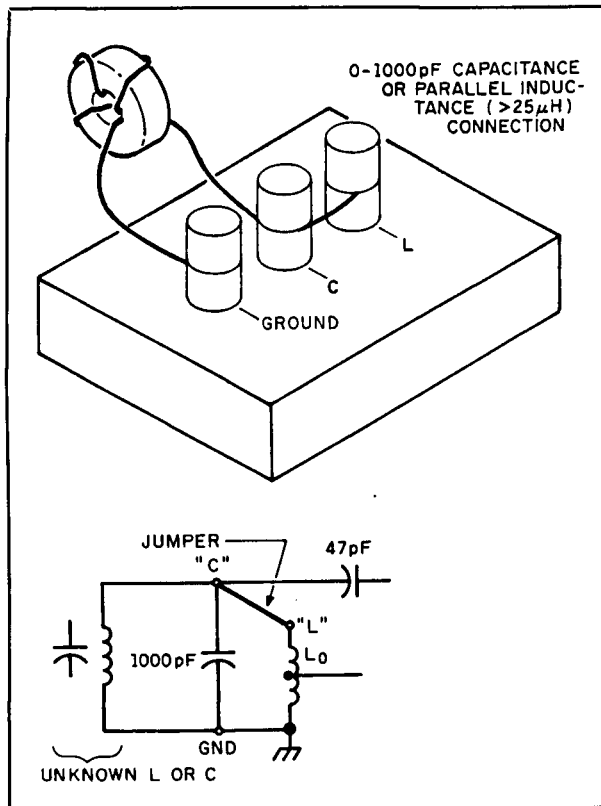 0-1000pF CAPACITANCE
OR PARALLEL INDUC-
TANCE (>25μH)
CONNECTION
L
C
GROUND
JUMPER
47pF
"C"
"L"
L0
1000pF
GND
UNKNOWN L OR C